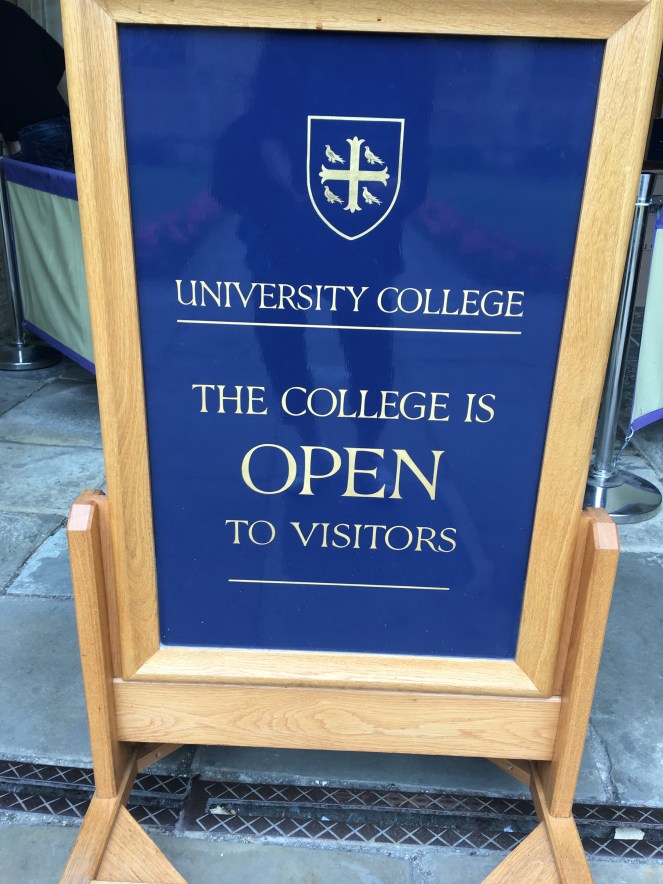 UNIVERSITY COLLEGE
THE COLLEGE IS
OPEN
TO VISITORS